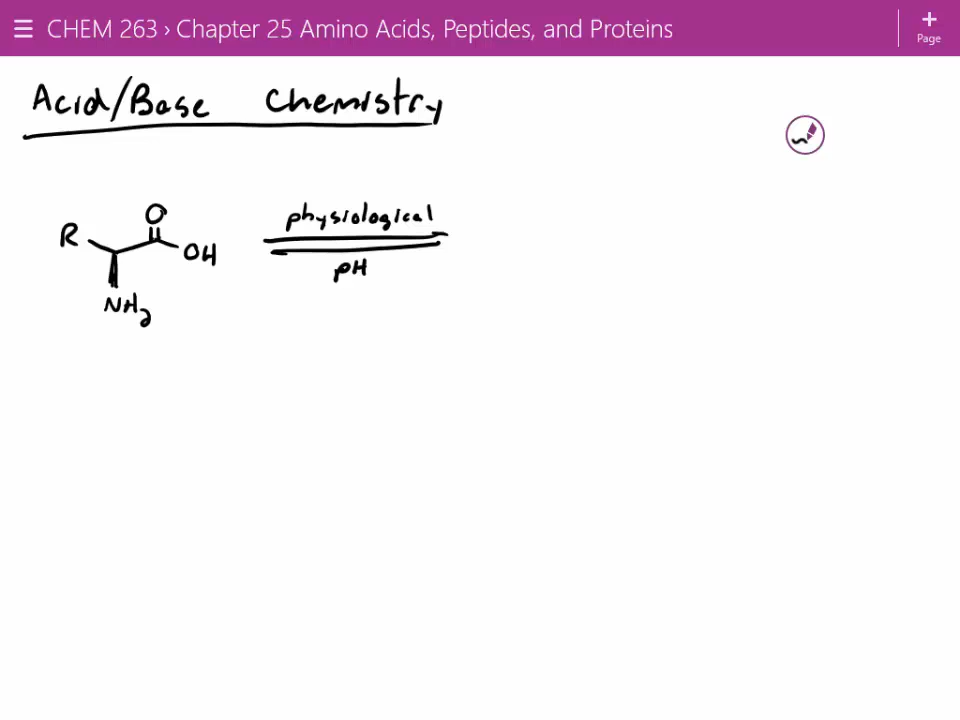 ☰ CHEM 263 › Chapter 25 Amino Acids, Peptides, and Proteins
+
Page
Acid/Base Chemistry
physiological
O
R
OH
pH
NH2